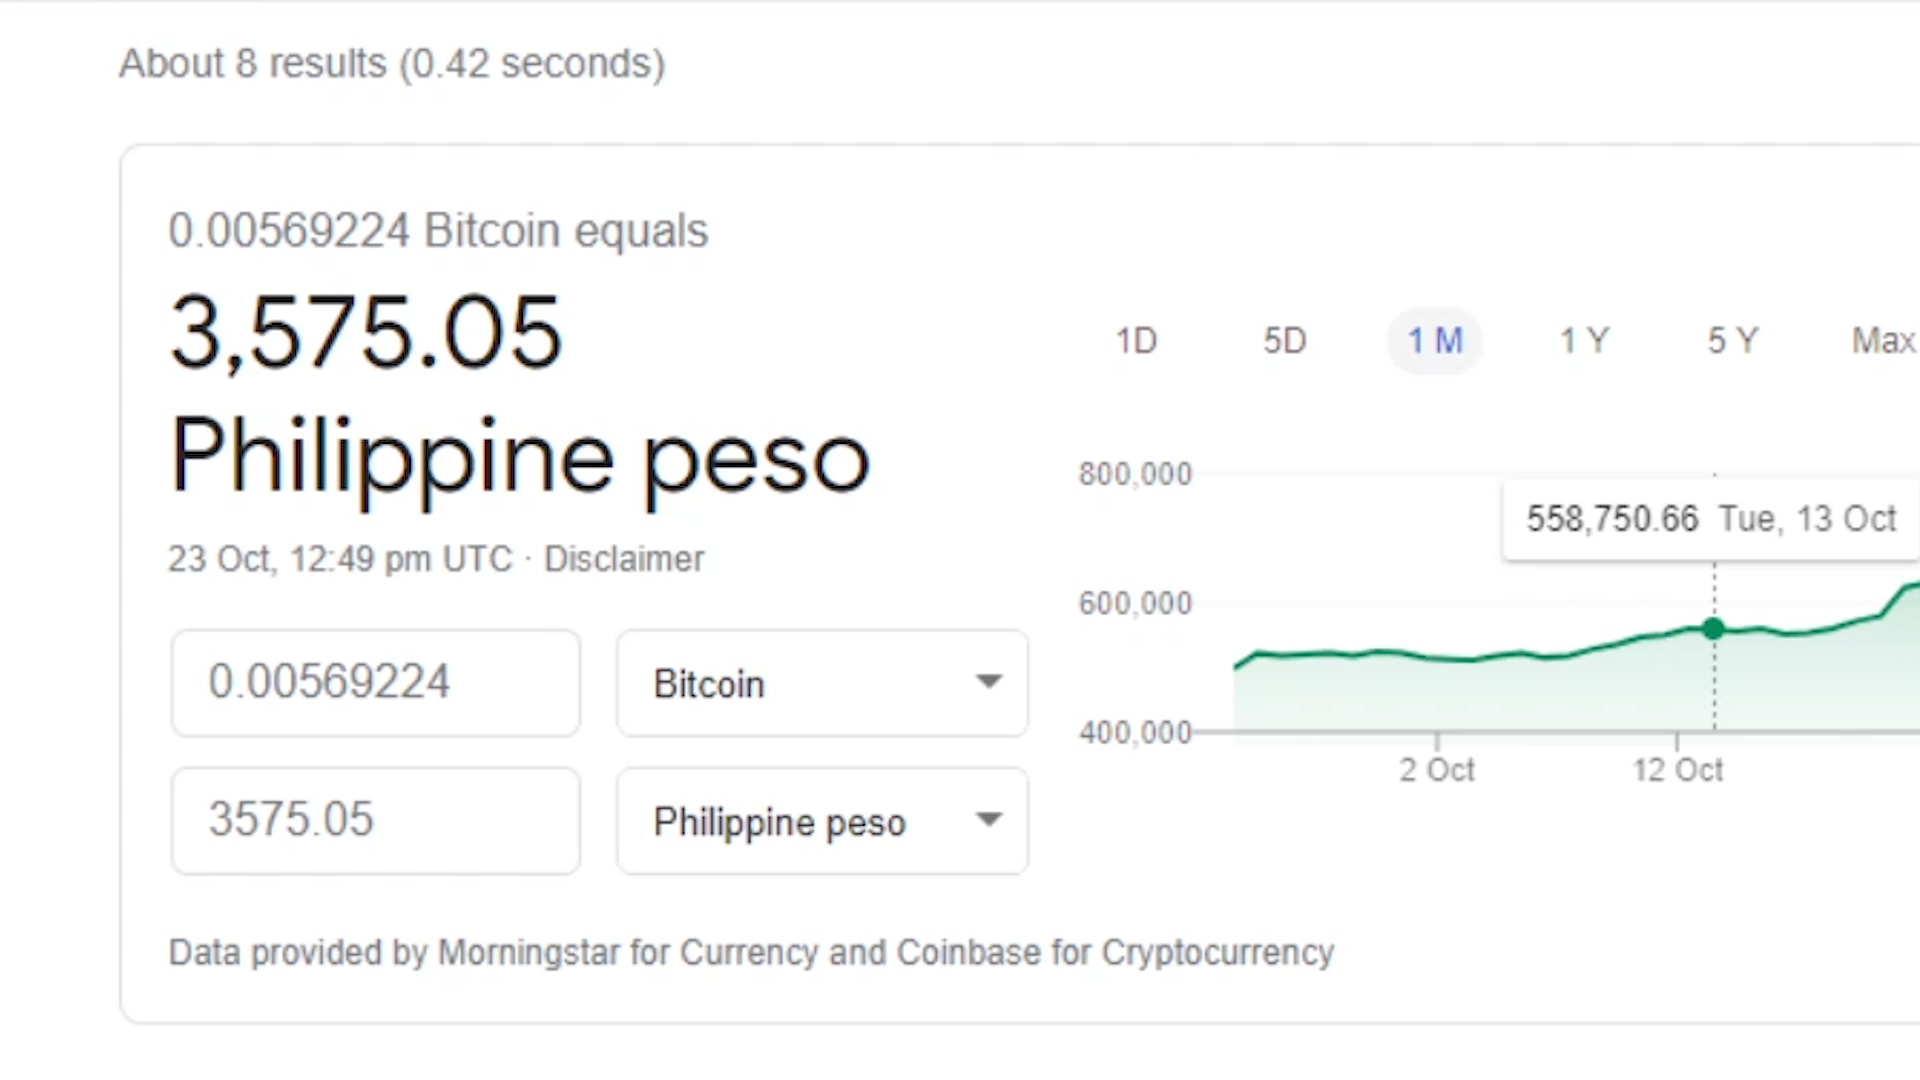 About 8 results (0.42 seconds)
0.00569224 Bitcoin equals
3,575.05
Philippine peso
23 Oct, 12:49 pm UTC · Disclaimer
0.00569224
Bitcoin
3575.05
Philippine peso
1D 5D 1 M 1 Y 5 Y Max
800,000
558,750.66 Tue, 13 Oct
600,000
400,000
2 Oct 12 Oct
Data provided by Morningstar for Currency and Coinbase for Cryptocurrency